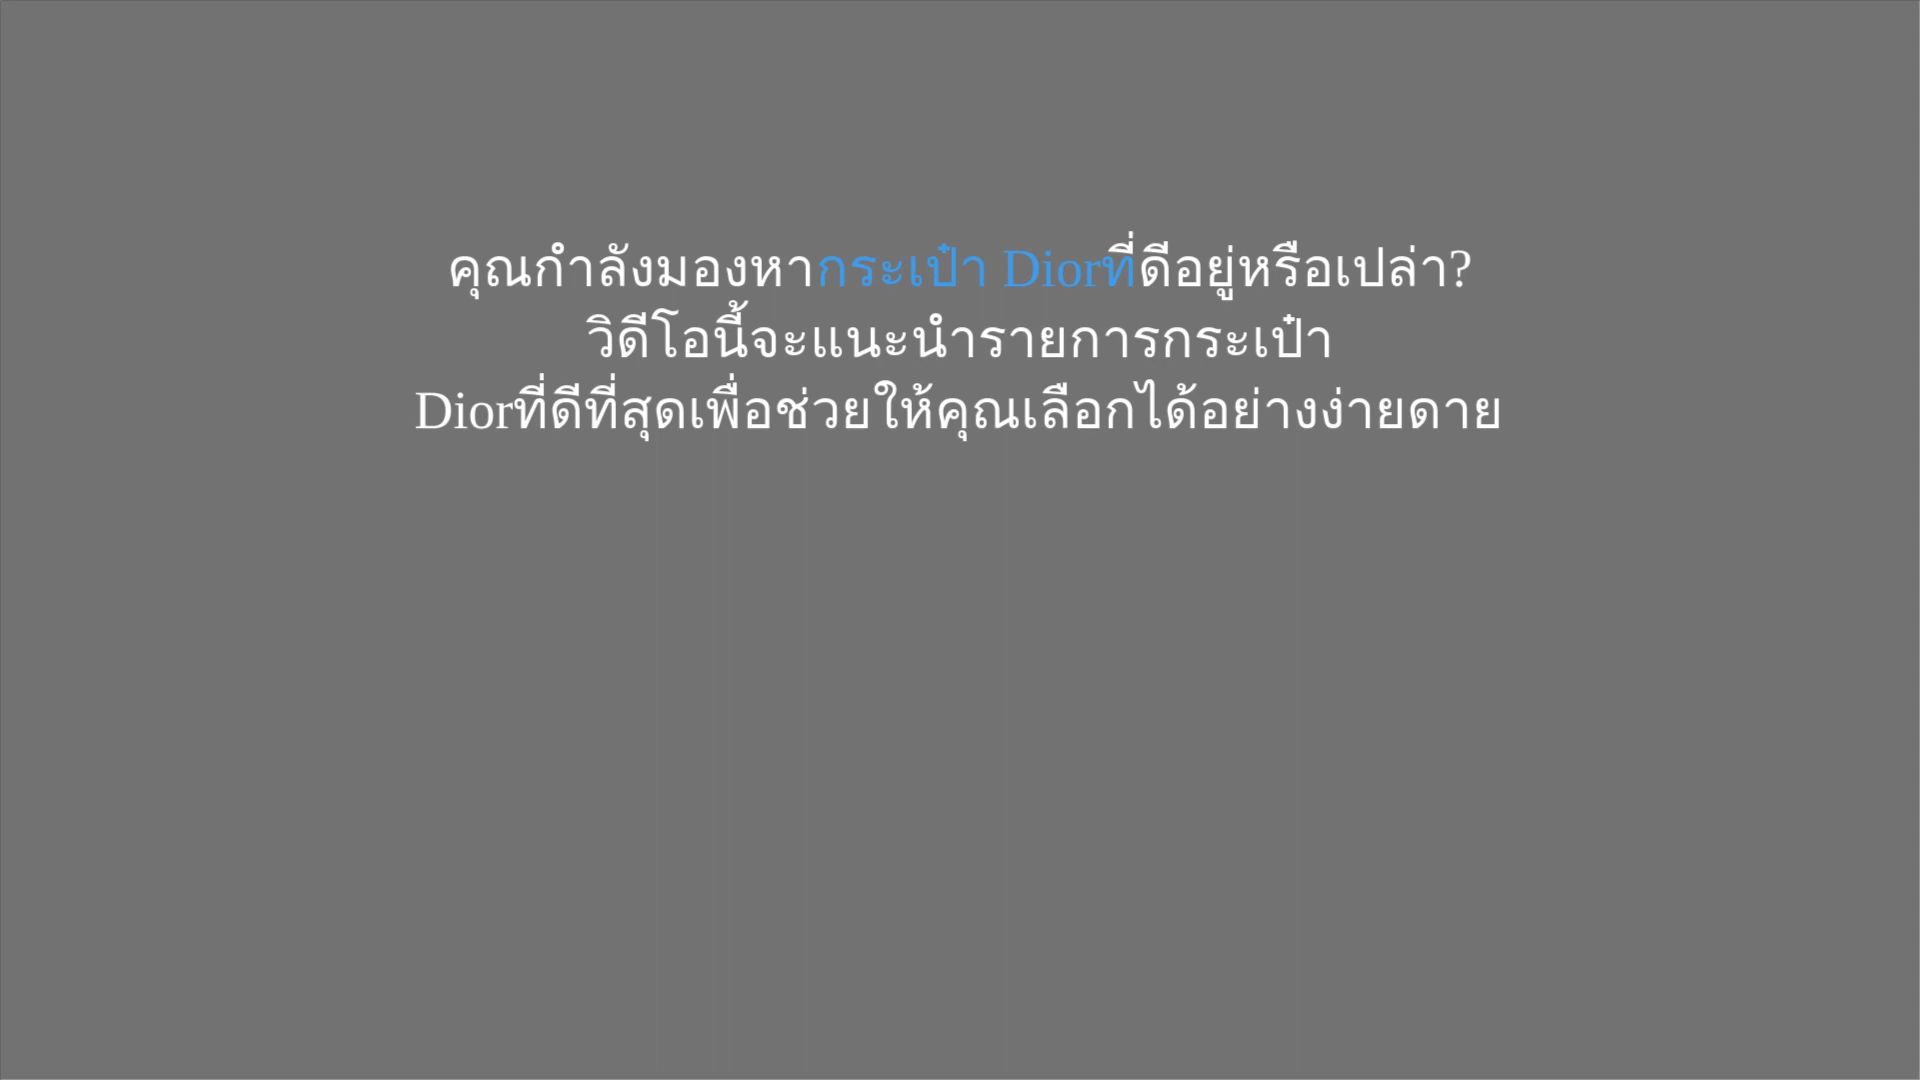 คุณกำลังมองหากระเป๋า Diorที่ดีอยู่หรือเปล่า?
วิดีโอนี้จะแนะนำรายการกระเป๋า
Diorที่ดีที่สุดเพื่อช่วยให้คุณเลือกได้อย่างง่ายดาย